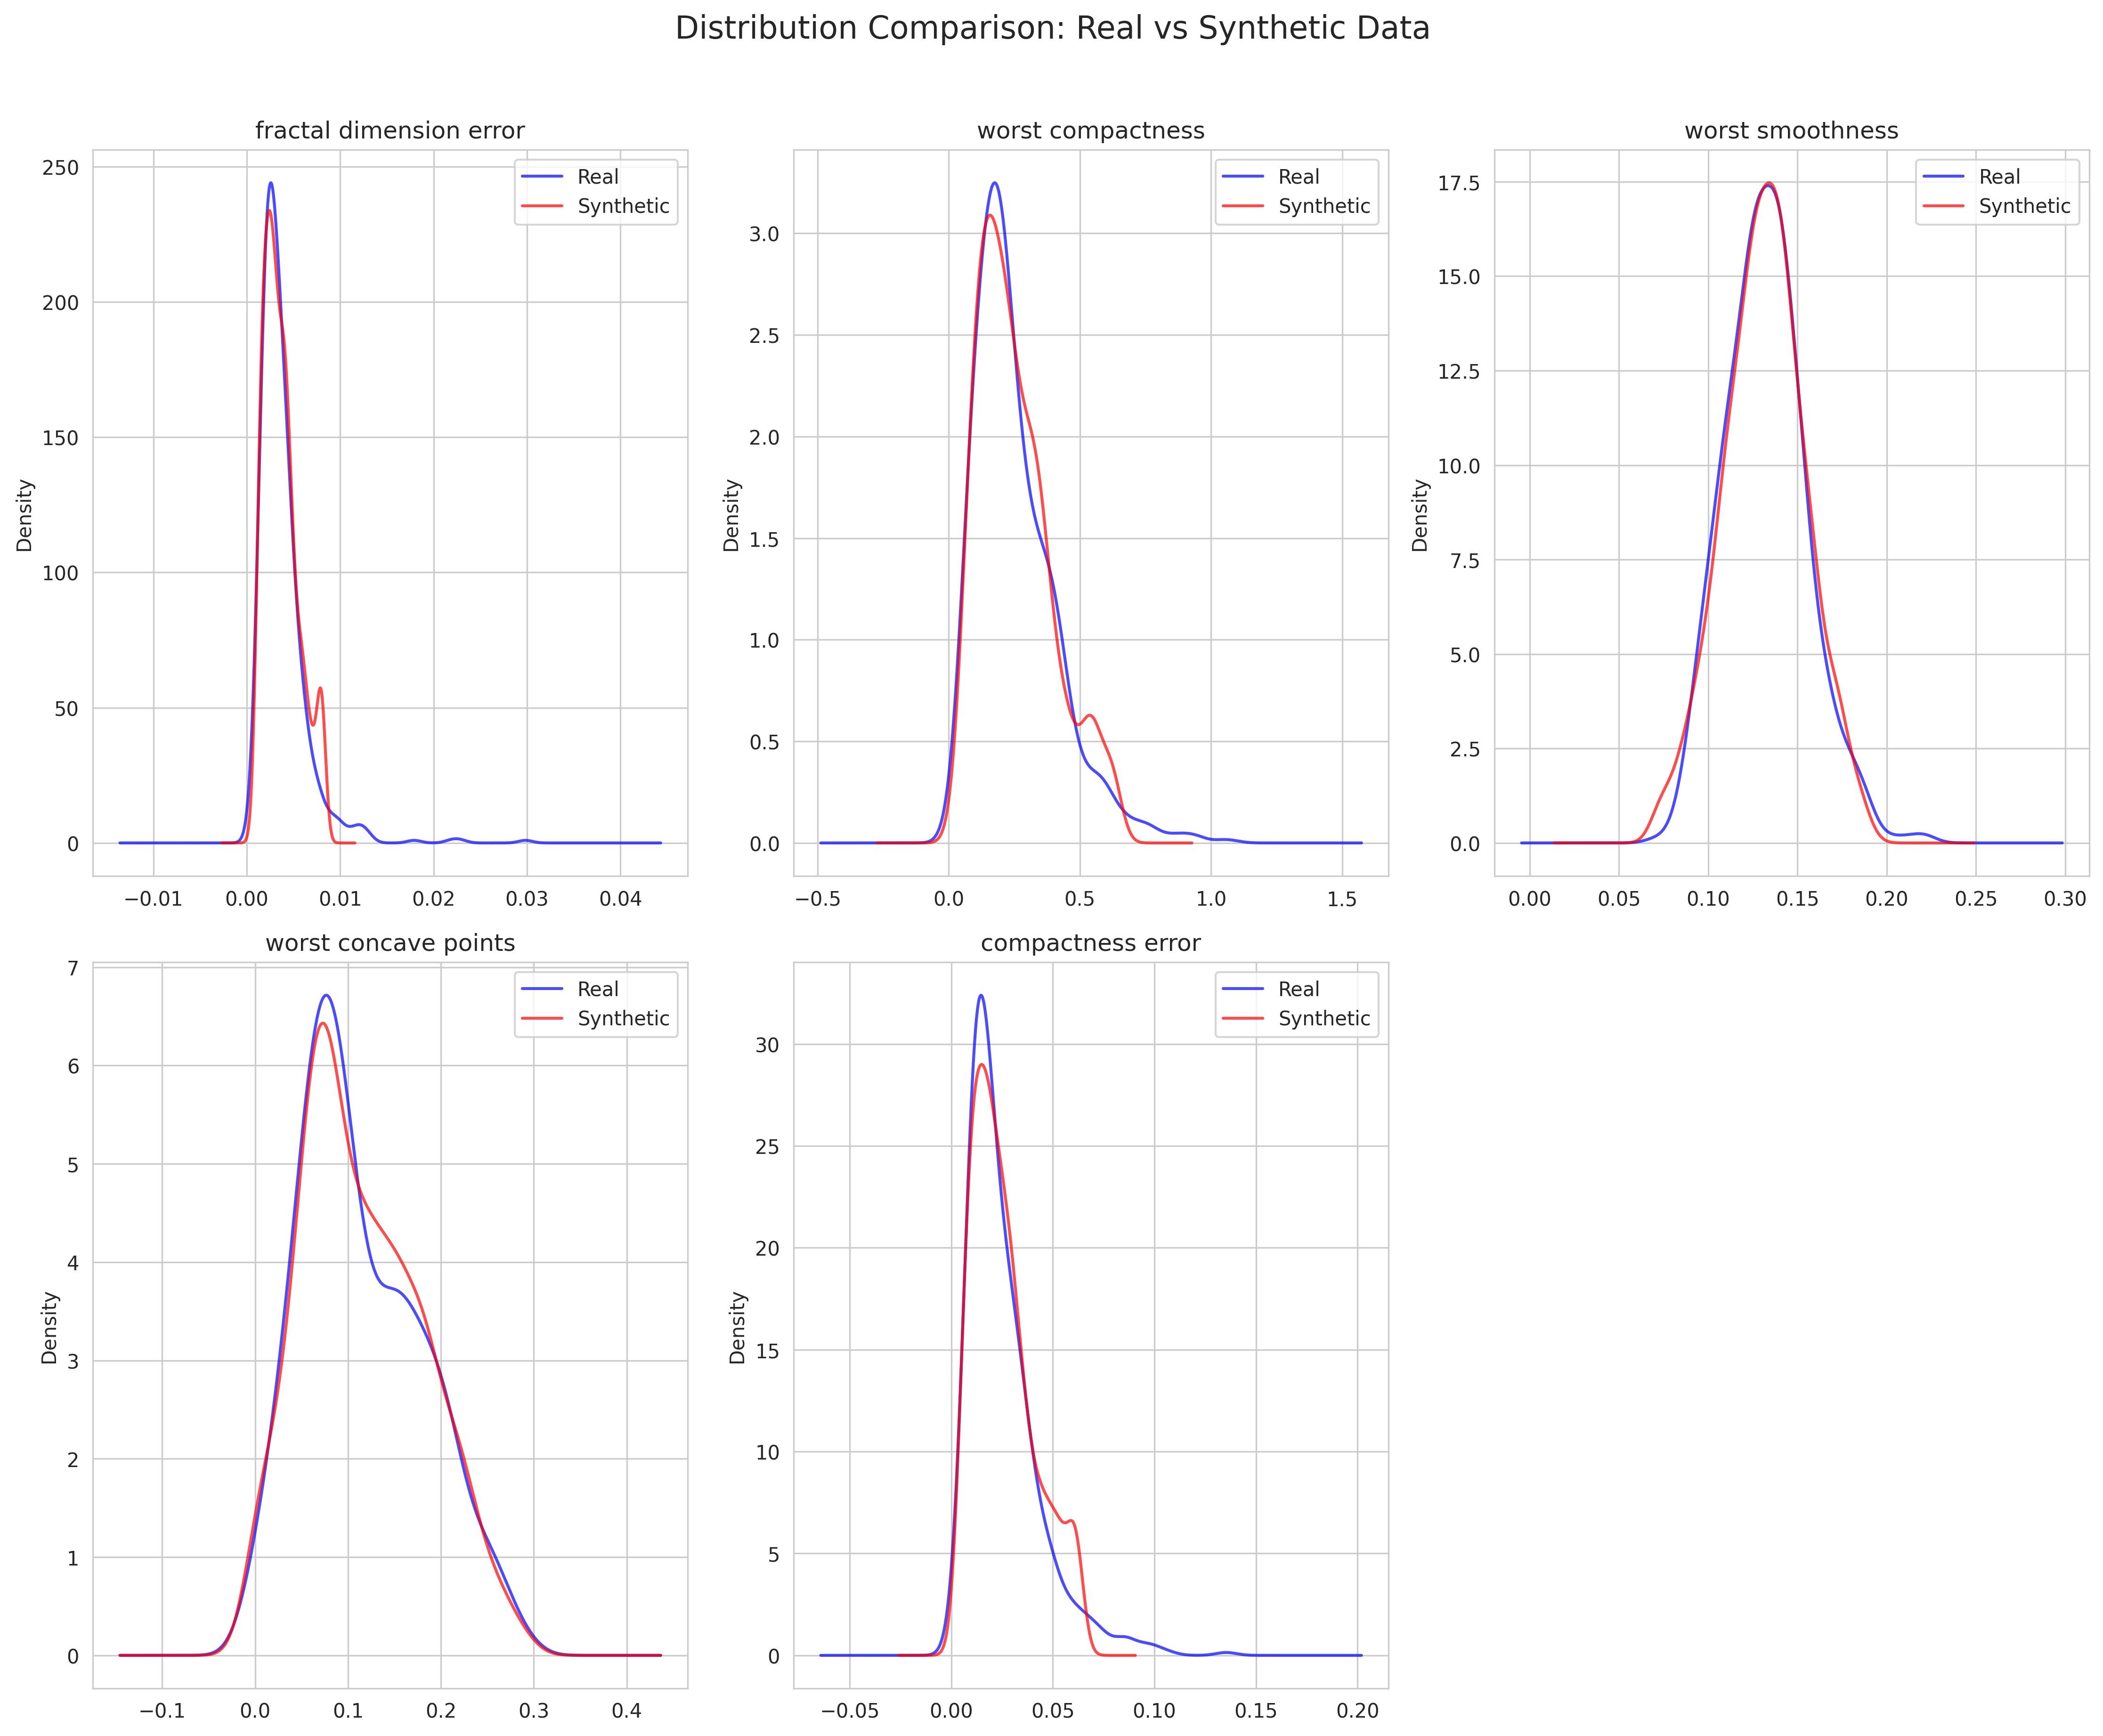 Distribution Comparison: Real vs Synthetic Data
fractal dimension error
Real
Synthetic
250
200
150
100
50
0
Density
−0.01 0.00 0.01 0.02 0.03 0.04
worst compactness
Real
Synthetic
3.0
2.5
2.0
1.5
1.0
0.5
0.0
Density
−0.5 0.0 0.5 1.0 1.5
worst smoothness
Real
Synthetic
17.5
15.0
12.5
10.0
7.5
5.0
2.5
0.0
Density
0.00 0.05 0.10 0.15 0.20 0.25 0.30
worst concave points
Real
Synthetic
7
6
5
4
3
2
1
0
Density
−0.1 0.0 0.1 0.2 0.3 0.4
compactness error
Real
Synthetic
30
25
20
15
10
5
0
Density
−0.05 0.00 0.05 0.10 0.15 0.20